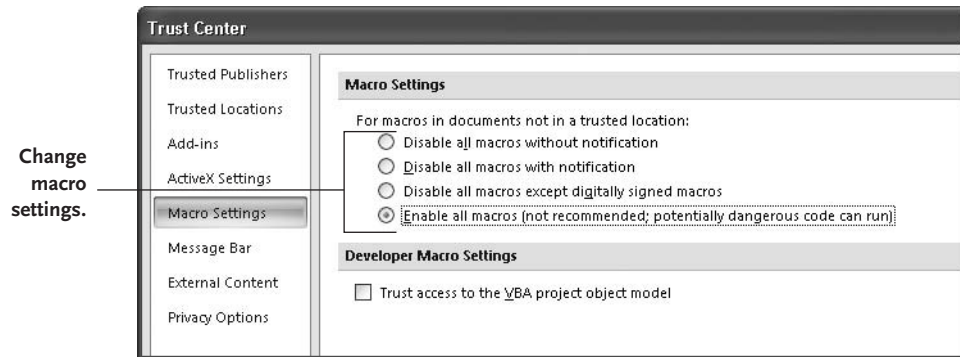 Trust Center
Trusted Publishers
Trusted Locations
Add-ins
ActiveX Settings
Macro Settings
Message Bar
External Content
Privacy Options
Macro Settings
For macros in documents not in a trusted location:
Disable all macros without notification
Disable all macros with notification
Disable all macros except digitally signed macros
Enable all macros (not recommended; potentially dangerous code can run)
Developer Macro Settings
Trust access to the VBA project object model
Change
macro
settings.